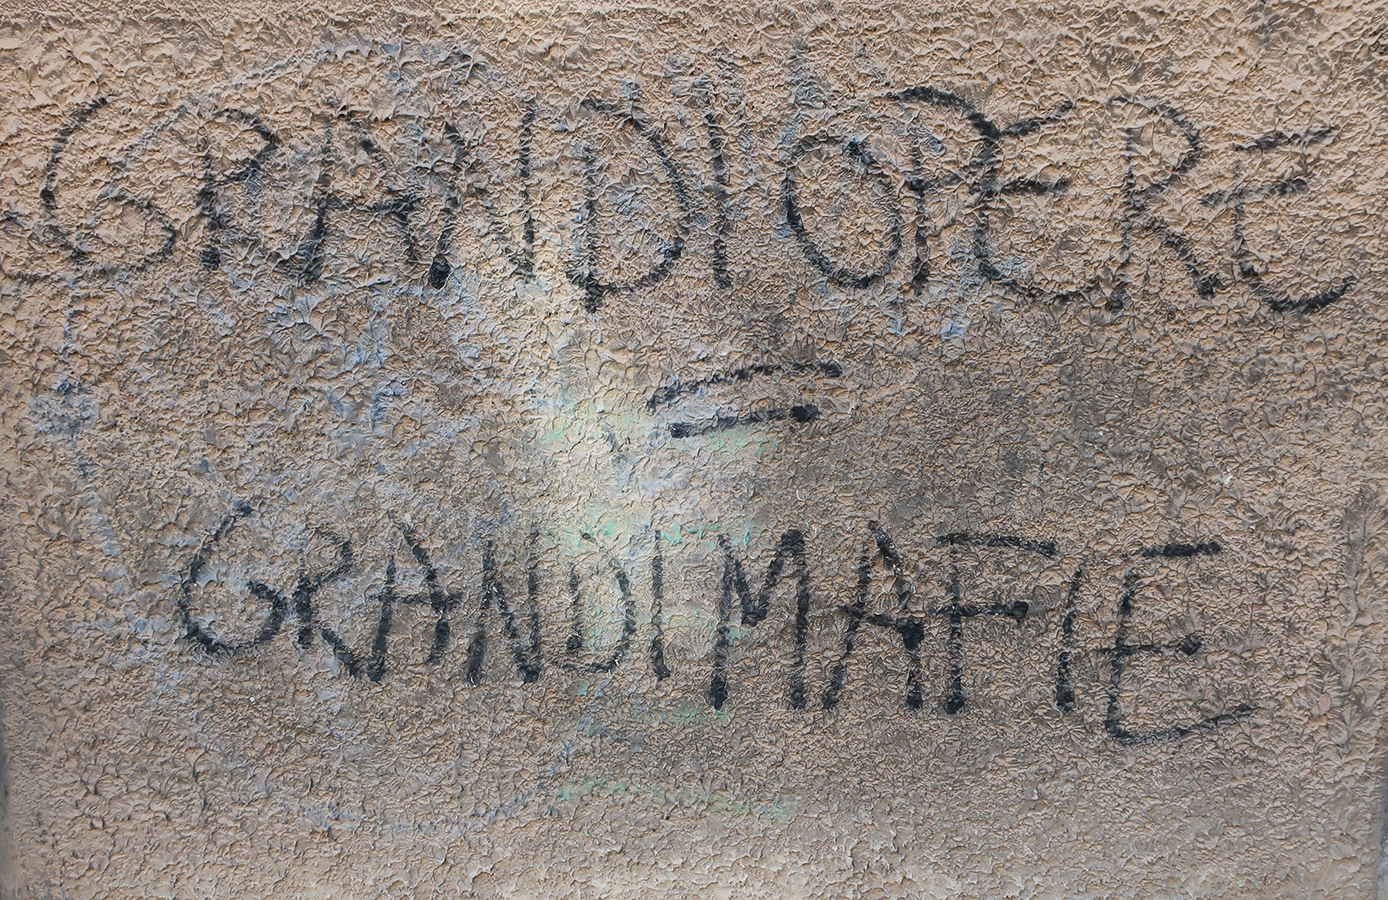 GRANDI OPERE
=
GRANDI MAFIE